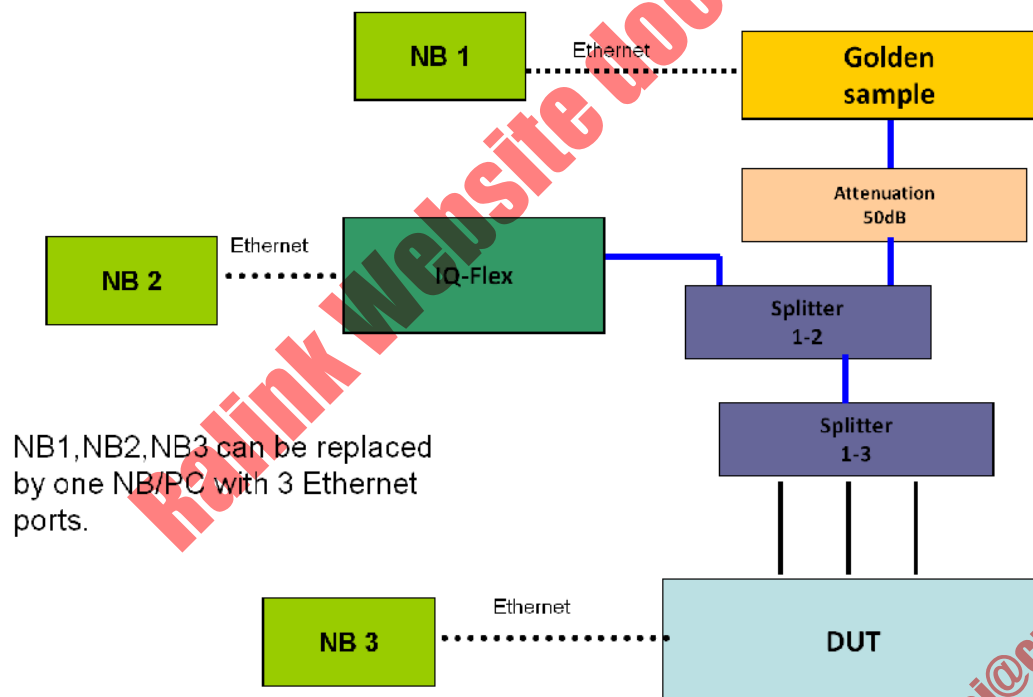 NB 1
Ethernet
Golden
sample
Attenuation
50dB
Ethernet
NB 2
IQ-Flex
Splitter
1-2
Splitter
1-3
NB1,NB2,NB3 can be replaced
by one NB/PC with 3 Ethernet
ports.
Ethernet
NB 3
DUT
Ralink Website